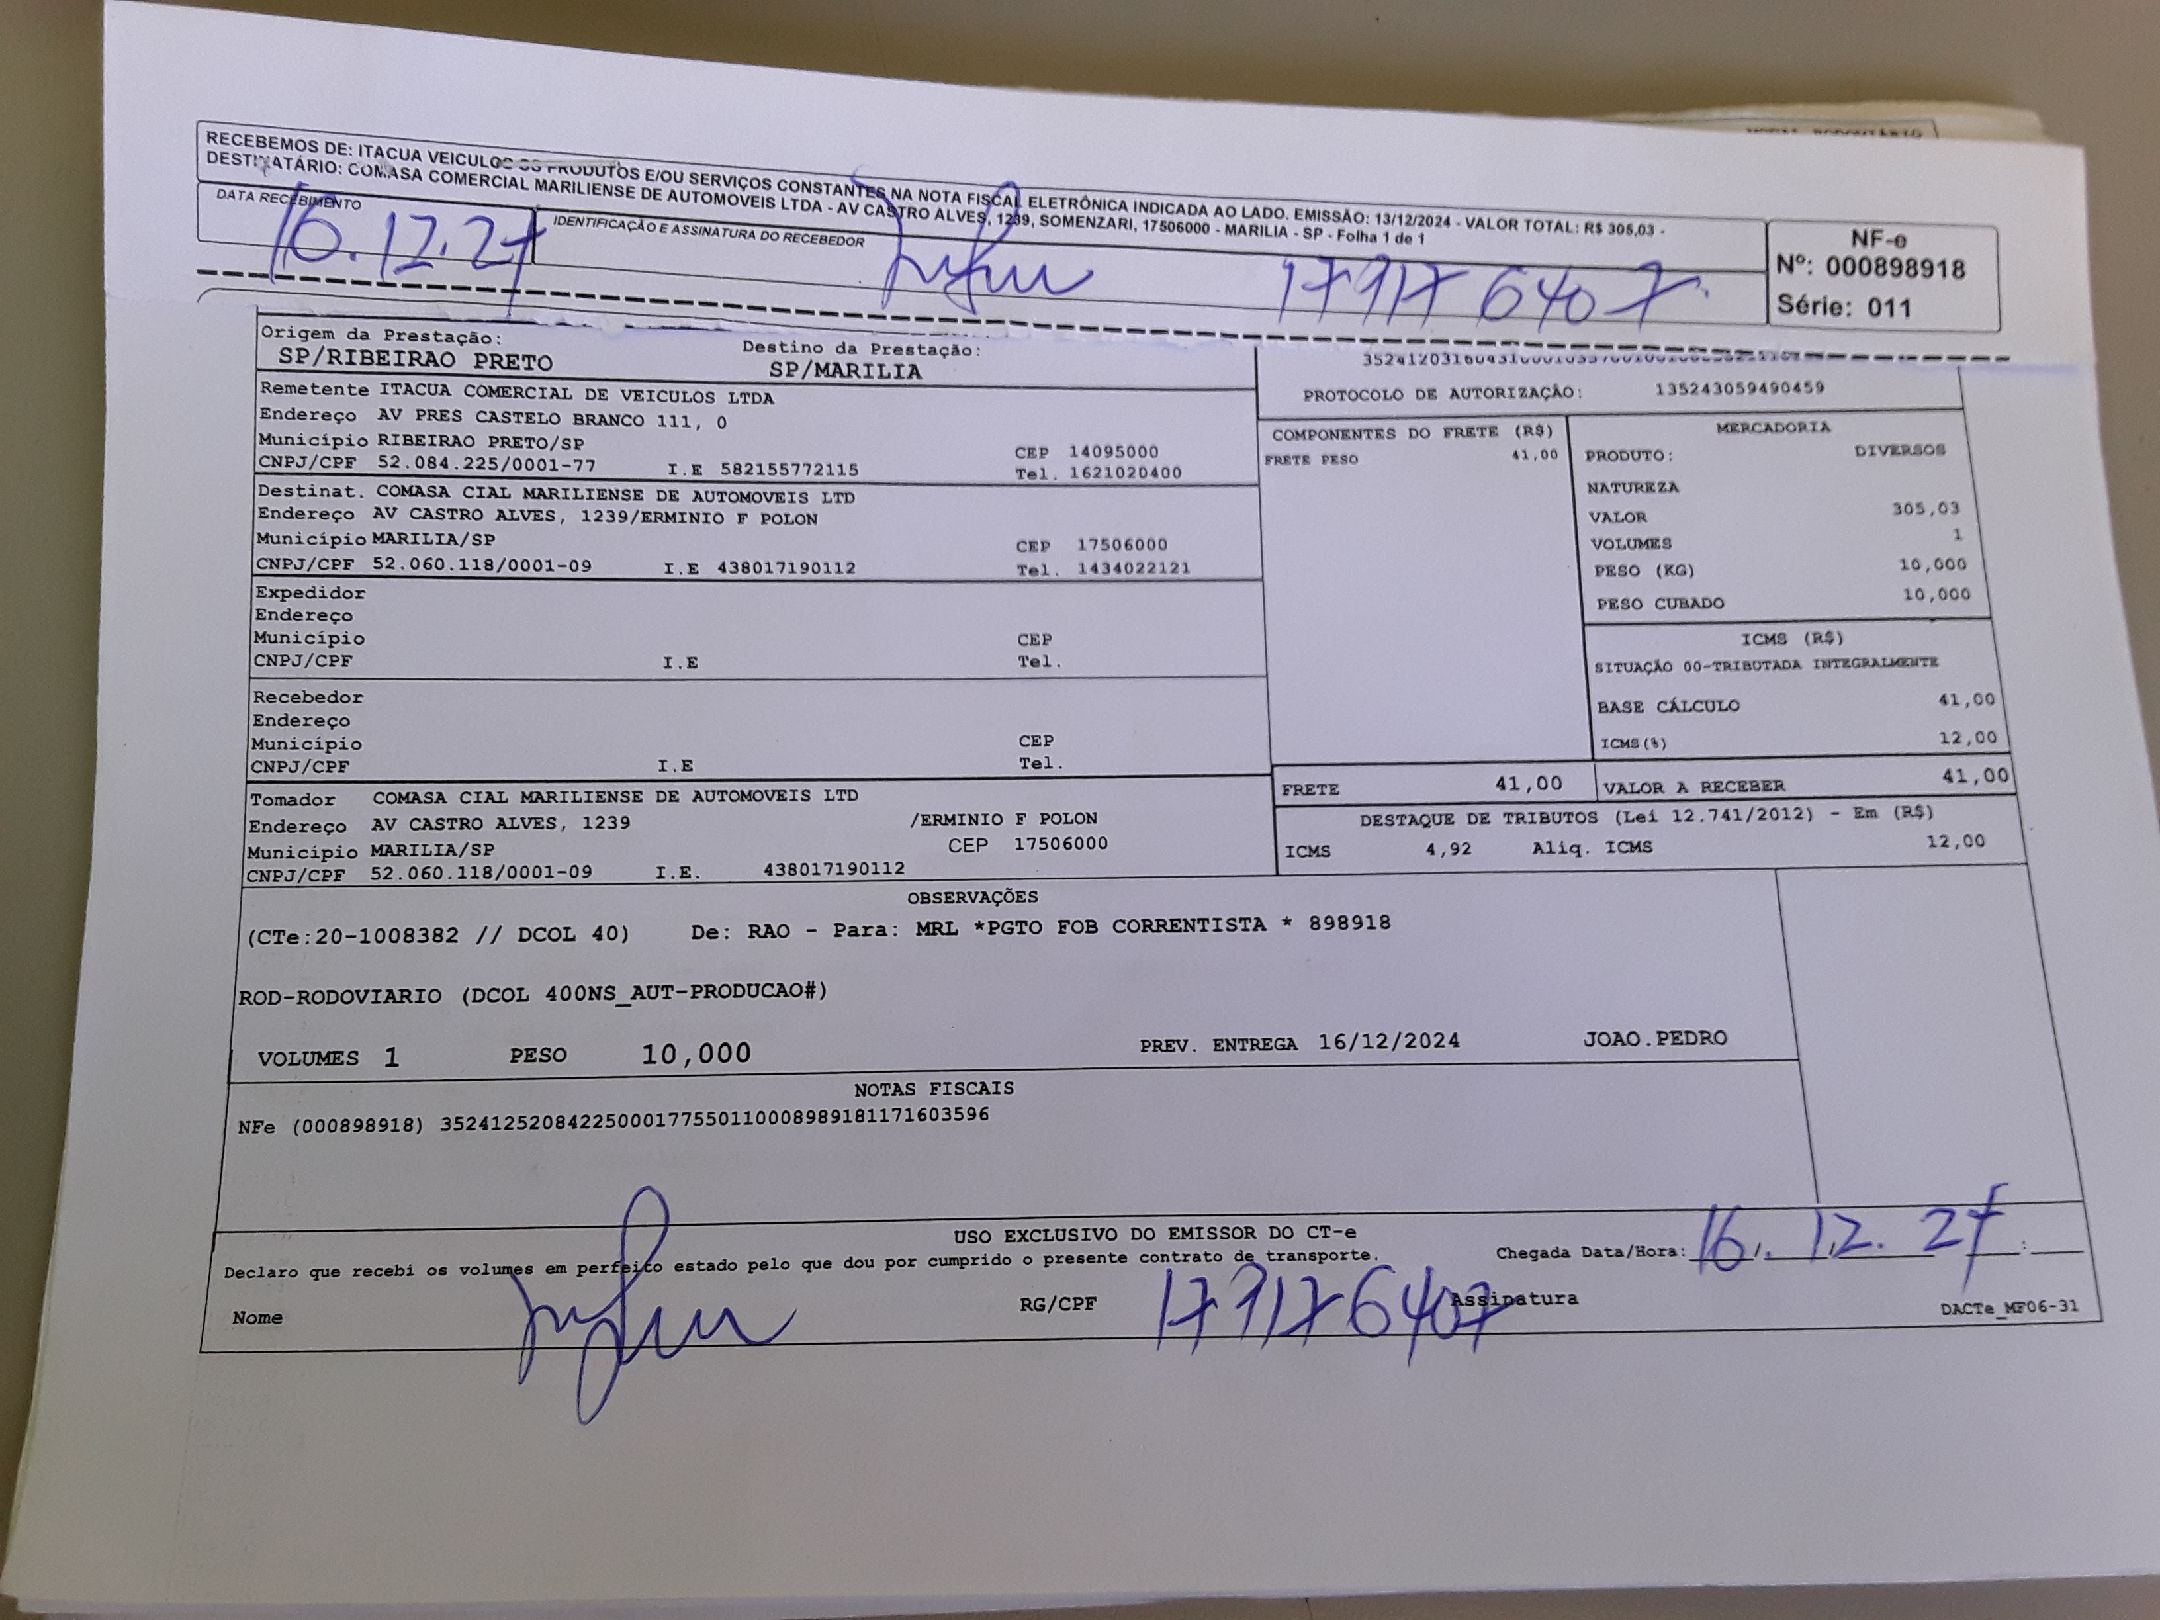 RECEBEMOS DE: ITACUA VEICULOS OS PRODUTOS E/OU SERVIÇOS CONSTANTES NA NOTA FISCAL ELETRÔNICA INDICADA AO LADO. EMISSÃO: 13/12/2024 - VALOR TOTAL: R$ 305,03 -
DESTINATÁRIO: COMASA COMERCIAL MARILIENSE DE AUTOMOVEIS LTDA - AV CASTRO ALVES, 1239, SOMENZARI, 17506000 - MARILIA - SP - Folha 1 de 1
DATA RECEBIMENTO
IDENTIFICAÇÃO E ASSINATURA DO RECEBEDOR
16.12.24
179176407
NF-e
Nº: 000898918
Série: 011
Origem da Prestação:
SP/RIBEIRAO PRETO
Destino da Prestação:
SP/MARILIA
PROTOCOLO DE AUTORIZAÇÃO: 135243059490459
Remetente ITACUA COMERCIAL DE VEICULOS LTDA
Endereço AV PRES CASTELO BRANCO 111, 0
Município RIBEIRAO PRETO/SP CEP 14095000
CNPJ/CPF 52.084.225/0001-77 I.E 582155772115 Tel. 1621020400
Destinat. COMASA CIAL MARILIENSE DE AUTOMOVEIS LTD
Endereço AV CASTRO ALVES, 1239/ERMINIO F POLON
Município MARILIA/SP CEP 17506000
CNPJ/CPF 52.060.118/0001-09 I.E 438017190112 Tel. 1434022121
Expedidor
Endereço
Município CEP
CNPJ/CPF I.E Tel.
Recebedor
Endereço
Município CEP
CNPJ/CPF I.E Tel.
Tomador COMASA CIAL MARILIENSE DE AUTOMOVEIS LTD
Endereço AV CASTRO ALVES, 1239 /ERMINIO F POLON
Município MARILIA/SP CEP 17506000
CNPJ/CPF 52.060.118/0001-09 I.E. 438017190112
COMPONENTES DO FRETE (R$)
FRETE PESO 41,00
MERCADORIA
PRODUTO: DIVERSOS
NATUREZA
VALOR 305,03
VOLUMES 1
PESO (KG) 10,000
PESO CUBADO 10,000
ICMS (R$)
SITUAÇÃO 00-TRIBUTADA INTEGRALMENTE
BASE CÁLCULO 41,00
ICMS(%) 12,00
FRETE 41,00
VALOR A RECEBER 41,00
DESTAQUE DE TRIBUTOS (Lei 12.741/2012) - Em (R$)
ICMS 4,92 Aliq. ICMS 12,00
OBSERVAÇÕES
(CTe:20-1008382 // DCOL 40) De: RAO - Para: MRL *PGTO FOB CORRENTISTA * 898918
ROD-RODOVIARIO (DCOL 400NS_AUT-PRODUCAO#)
VOLUMES 1 PESO 10,000 PREV. ENTREGA 16/12/2024 JOAO.PEDRO
NOTAS FISCAIS
NFe (000898918) 35241252084225000177550110008989181171603596
USO EXCLUSIVO DO EMISSOR DO CT-e
Declaro que recebi os volumes em perfeito estado pelo que dou por cumprido o presente contrato de transporte.
Chegada Data/Hora: 16.12.24 :
Nome
RG/CPF 179176407
Assinatura
DACTe_MF06-31